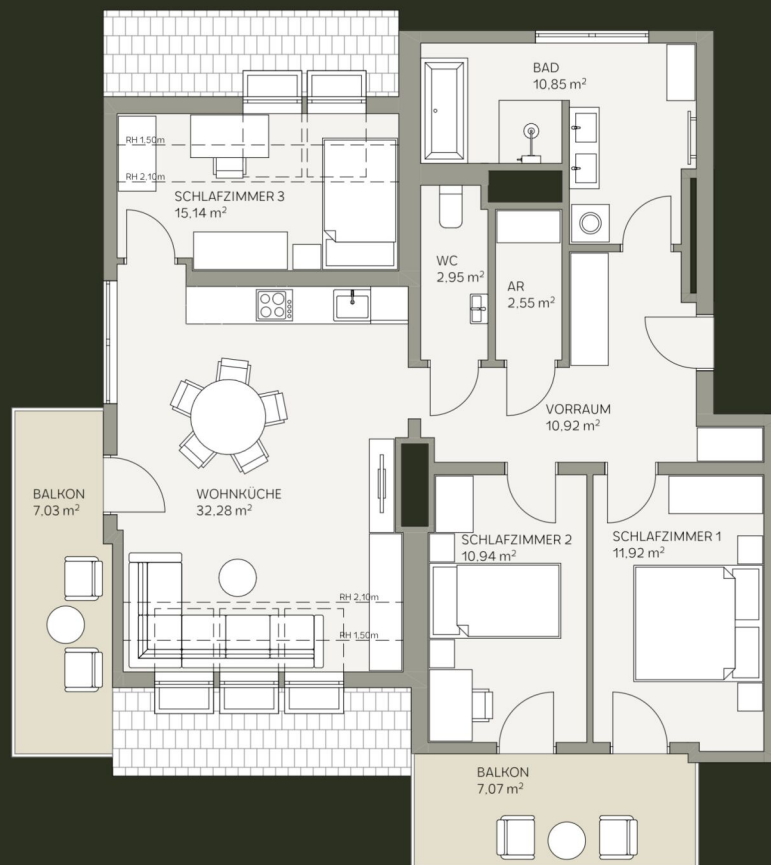 BAD
10,85 m²
RH 1,50m
RH 2,10m
SCHLAFZIMMER 3
15,14 m²
WC
2,95 m²
AR
2,55 m²
VORRAUM
10,92 m²
BALKON
7,03 m²
WOHNKÜCHE
32,28 m²
SCHLAFZIMMER 2
10,94 m²
SCHLAFZIMMER 1
11,92 m²
RH 2,10m
RH 1,50m
BALKON
7,07 m²